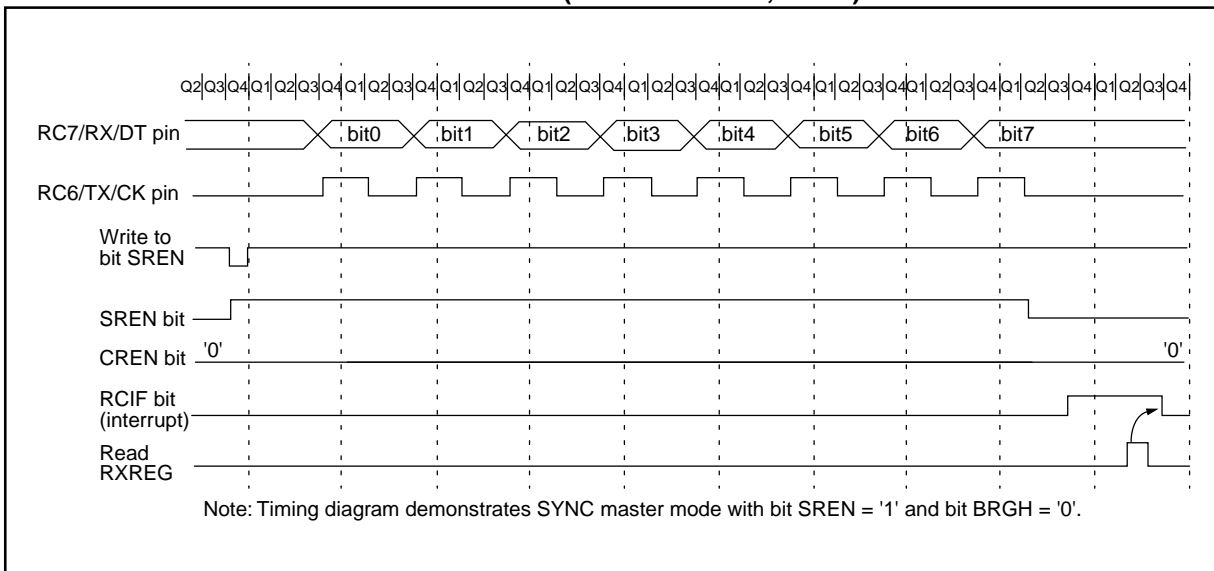 Q2 Q3 Q4 Q1 Q2 Q3 Q4 Q1 Q2 Q3 Q4 Q1 Q2 Q3 Q4 Q1 Q2 Q3 Q4 Q1 Q2 Q3 Q4 Q1 Q2 Q3 Q4 Q1 Q2 Q3 Q4 Q1 Q2 Q3 Q4 Q1 Q2 Q3 Q4 Q1 Q2 Q3 Q4
RC7/RX/DT pin bit0 bit1 bit2 bit3 bit4 bit5 bit6 bit7
RC6/TX/CK pin
Write to
bit SREN
SREN bit
CREN bit '0' '0'
RCIF bit
(interrupt)
Read
RXREG
Note: Timing diagram demonstrates SYNC master mode with bit SREN = '1' and bit BRGH = '0'.